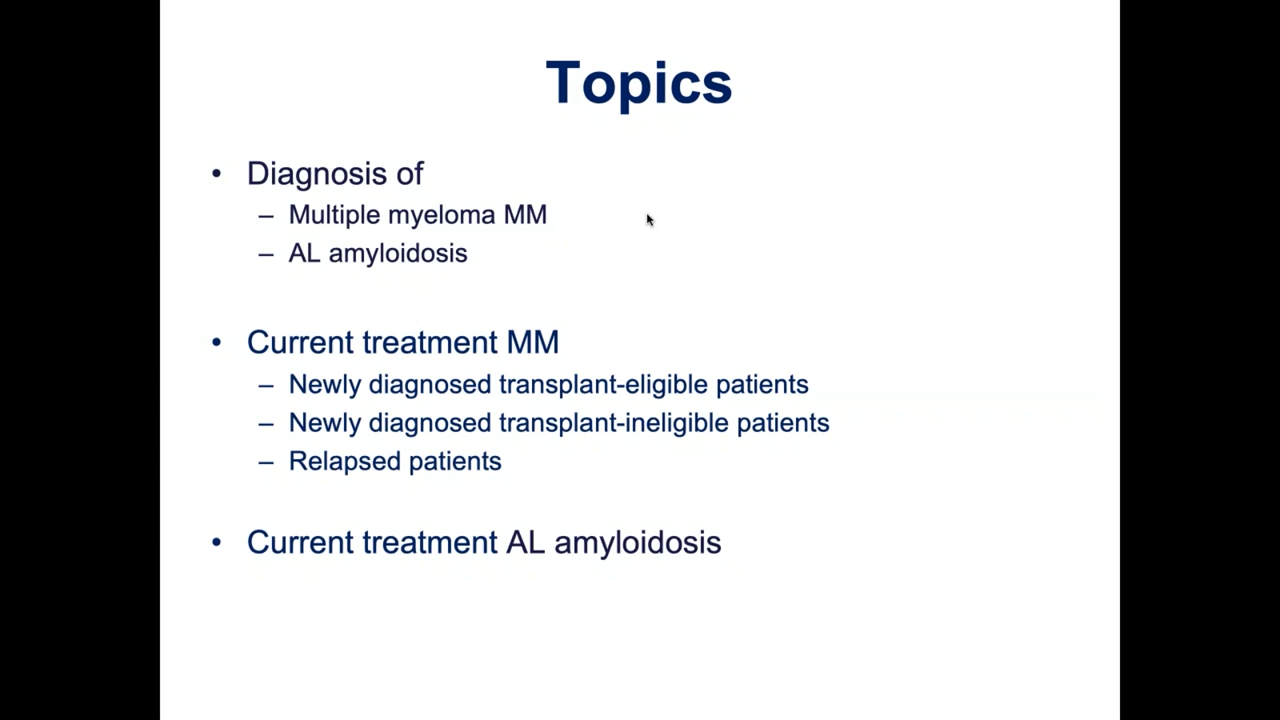 Topics
• Diagnosis of
– Multiple myeloma MM
– AL amyloidosis
• Current treatment MM
– Newly diagnosed transplant-eligible patients
– Newly diagnosed transplant-ineligible patients
– Relapsed patients
• Current treatment AL amyloidosis